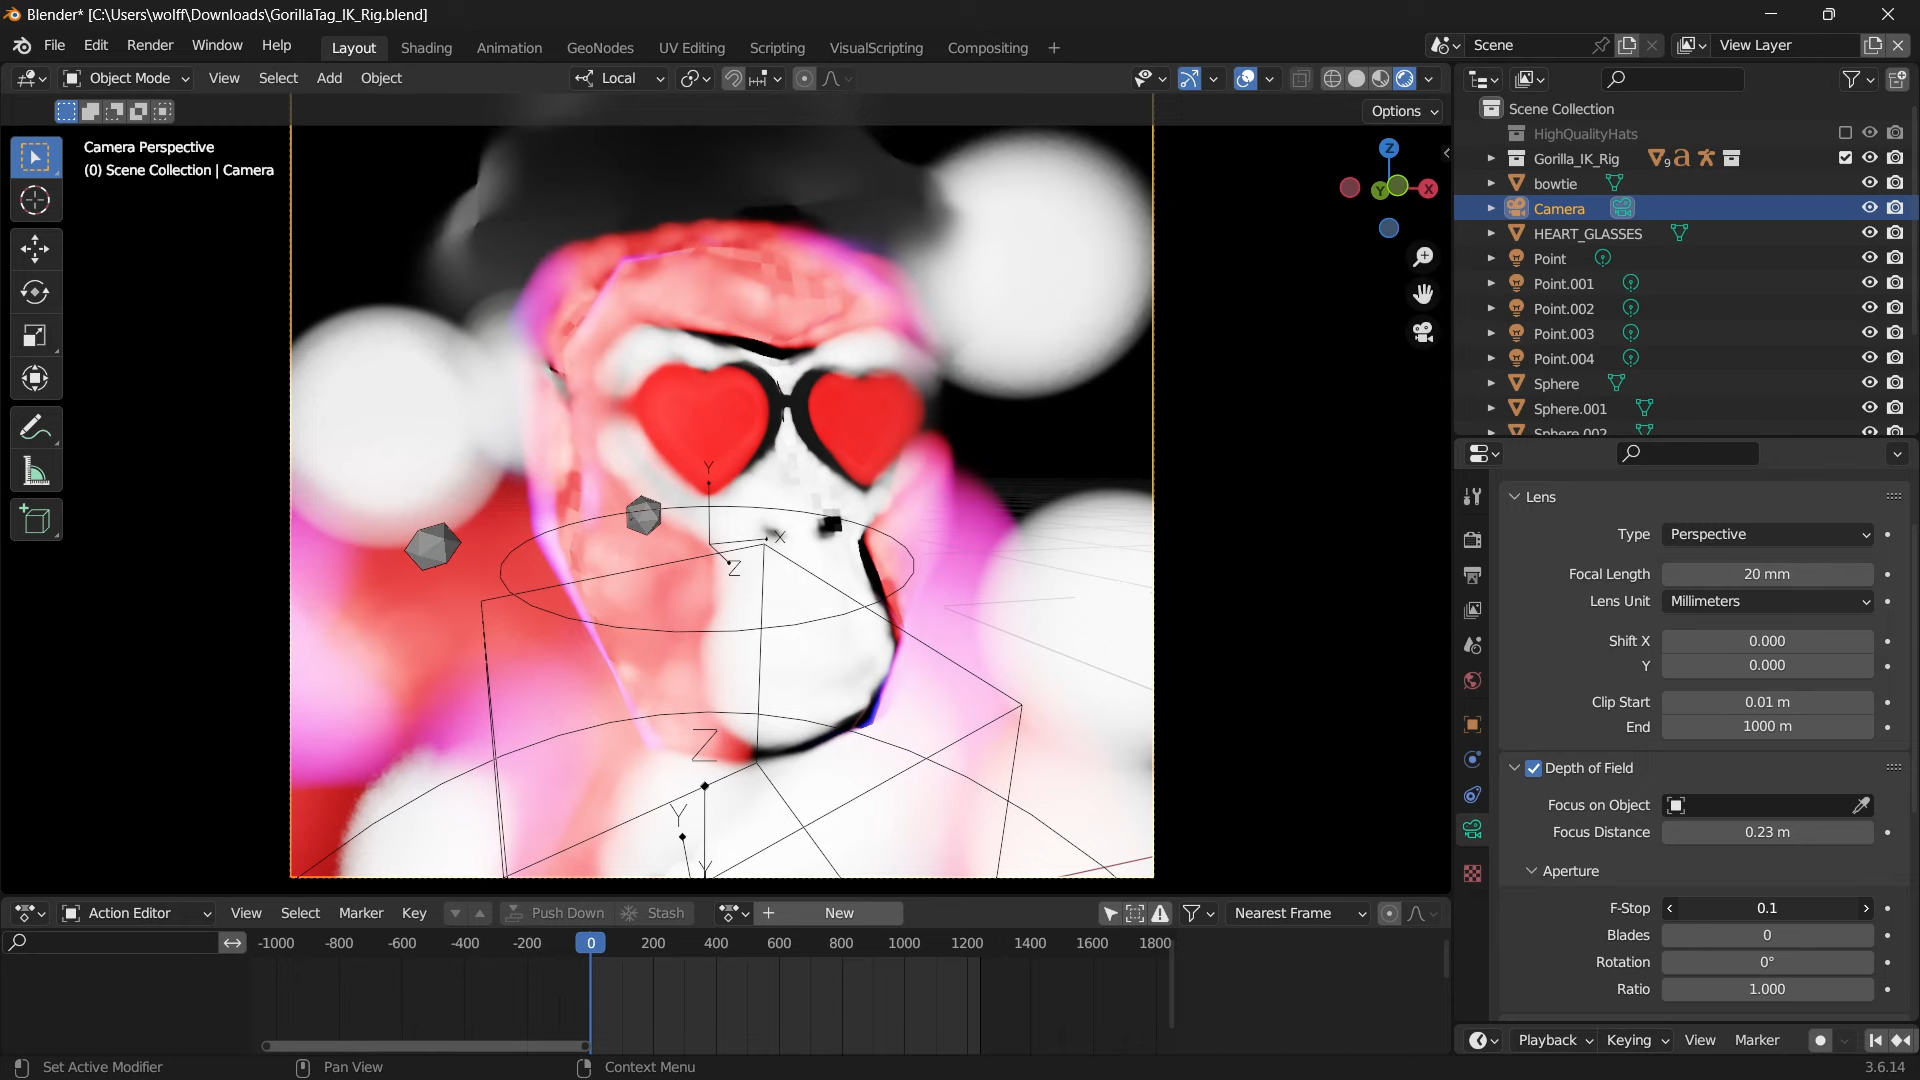 Blender* [C:\Users\wolff\Downloads\GorillaTag_IK_Rig.blend]
File Edit Render Window Help Layout Shading Animation GeoNodes UV Editing Scripting VisualScripting Compositing + Scene View Layer
Object Mode View Select Add Object Local
Options
Camera Perspective
(0) Scene Collection | Camera
Z
X
Y
Y
X
Z
Z
Y
Scene Collection
HighQualityHats
Gorilla_IK_Rig 9
bowtie
Camera
HEART_GLASSES
Point
Point.001
Point.002
Point.003
Point.004
Sphere
Sphere.001
Sphere.002
Lens
Type Perspective
Focal Length 20 mm
Lens Unit Millimeters
Shift X 0.000
Y 0.000
Clip Start 0.01 m
End 1000 m
Depth of Field
Focus on Object
Focus Distance 0.23 m
Aperture
F-Stop 0.1
Blades 0
Rotation 0°
Ratio 1.000
Action Editor View Select Marker Key Push Down Stash + New Nearest Frame
-1000 -800 -600 -400 -200 0 200 400 600 800 1000 1200 1400 1600 1800
Playback Keying View Marker
Set Active Modifier Pan View Context Menu 3.6.14